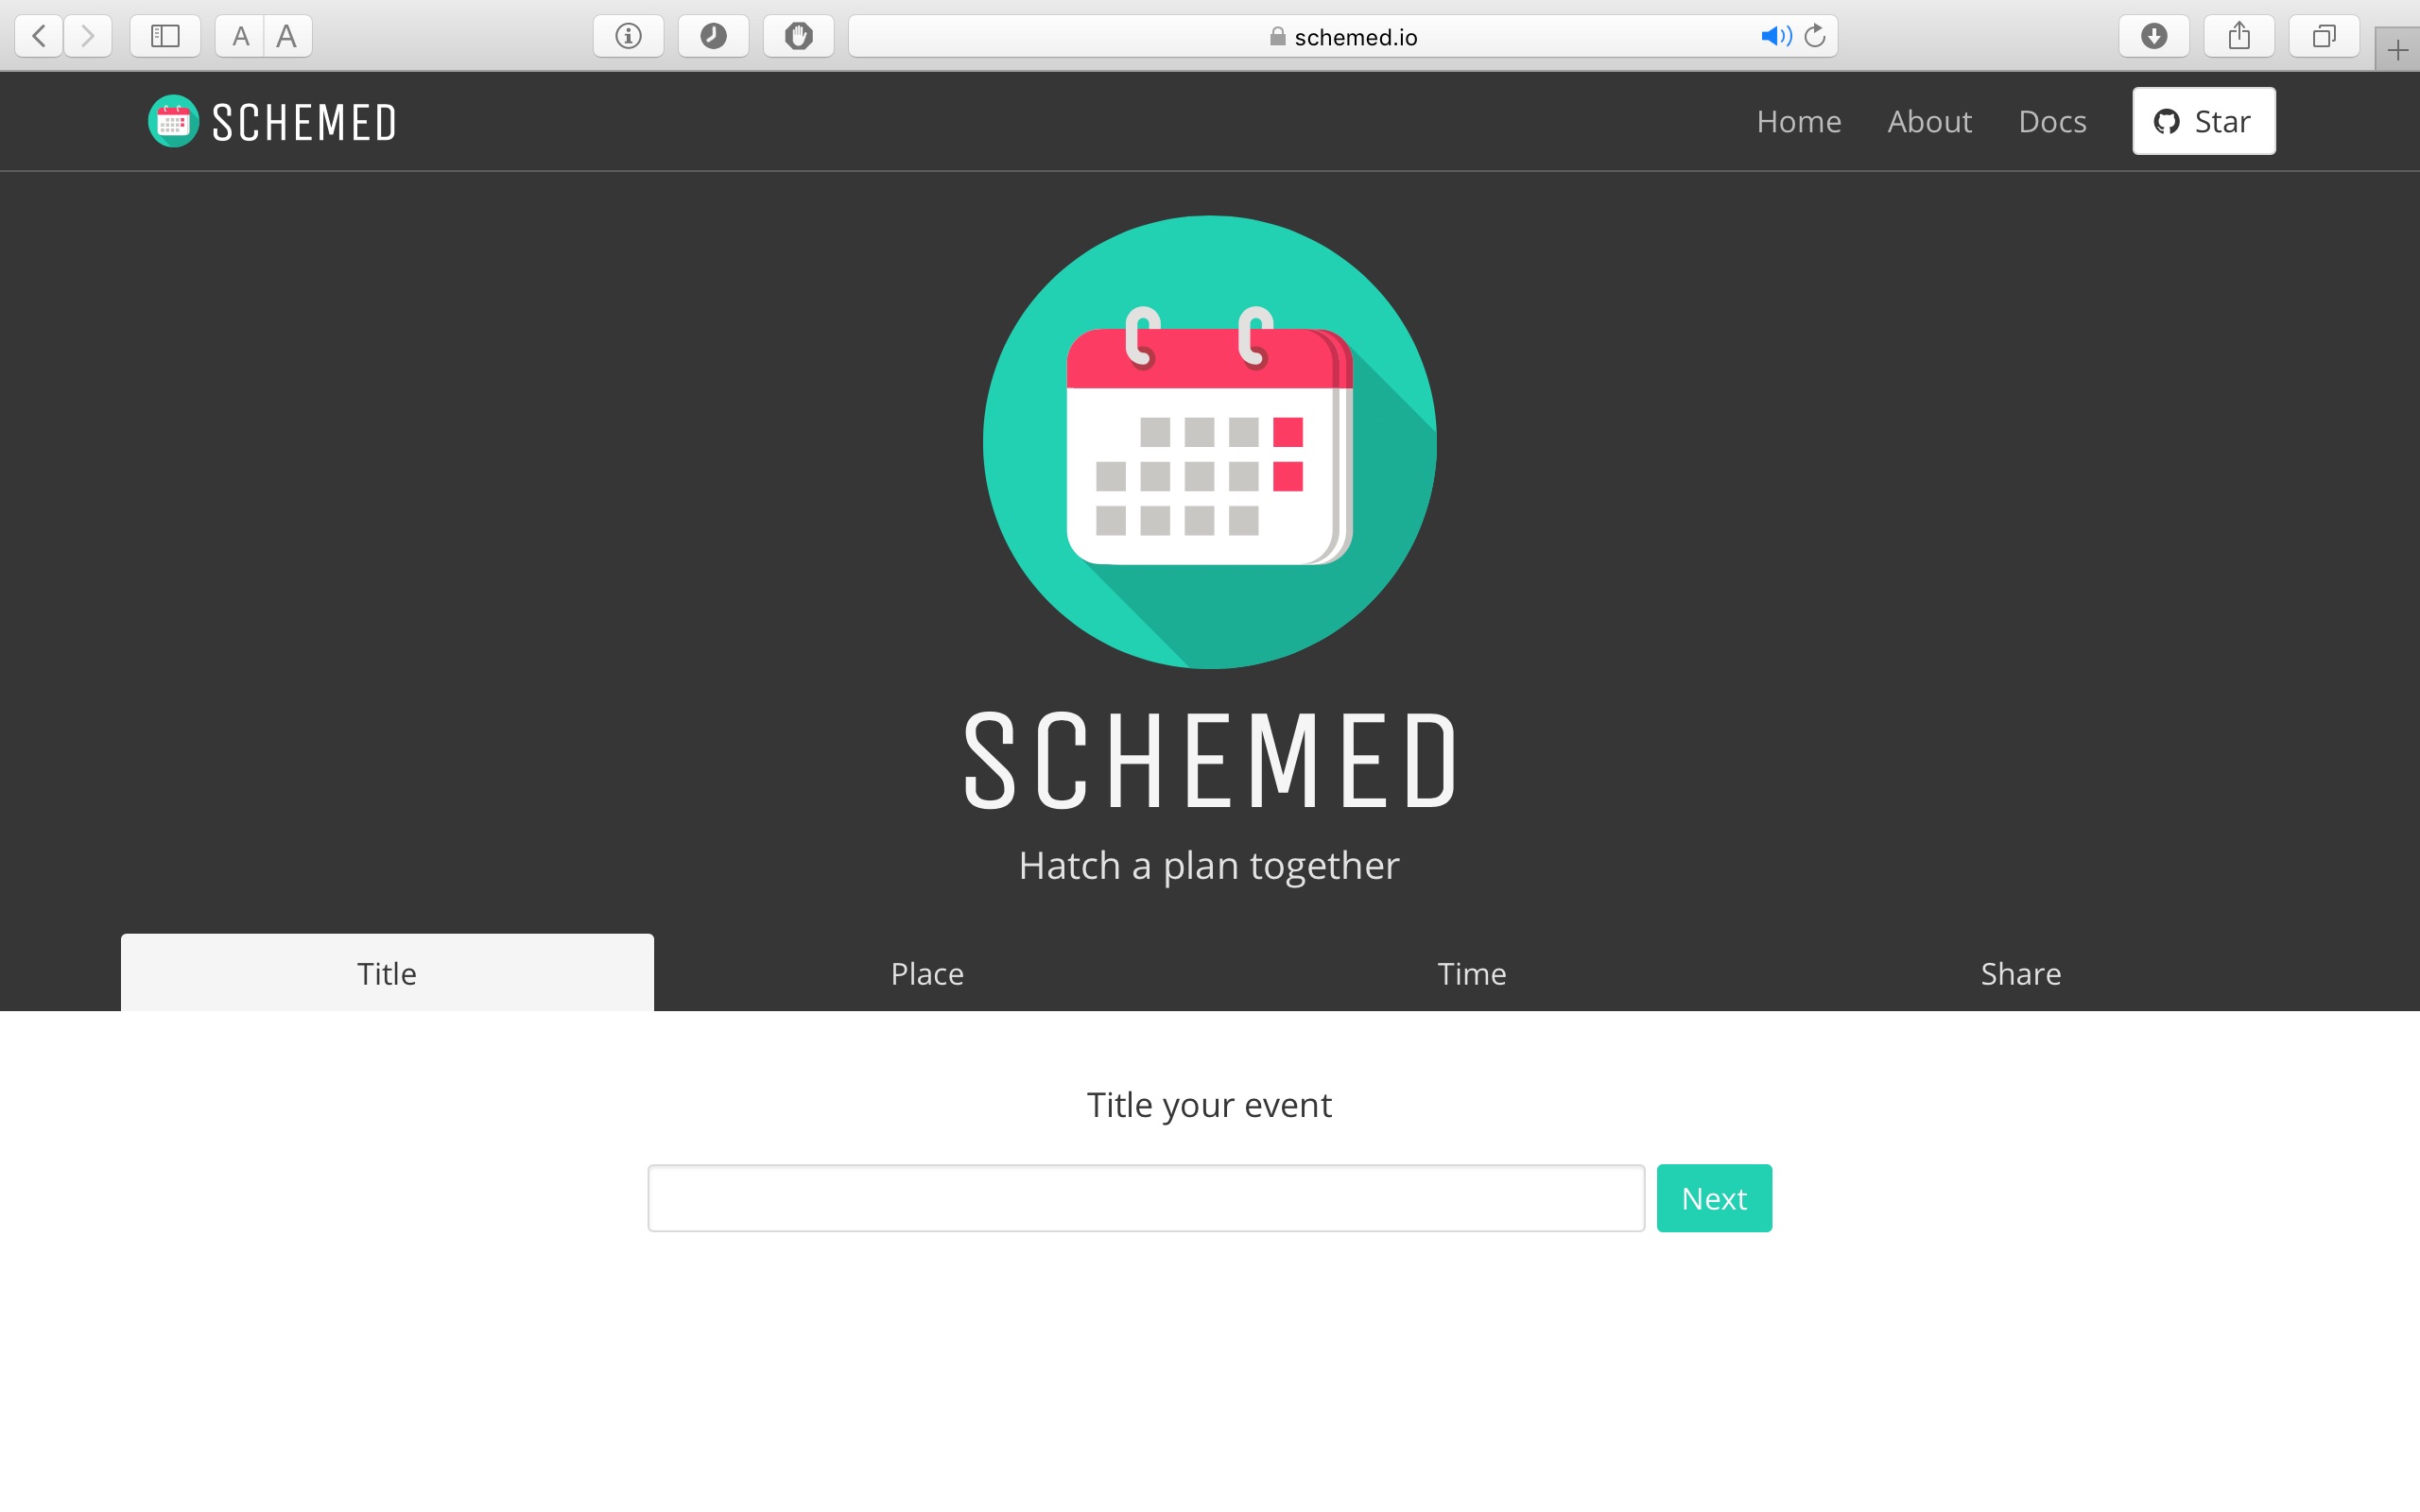 A A
schemed.io
SCHEMED
Home About Docs Star
SCHEMED
Hatch a plan together
Title Place Time Share
Title your event
Next